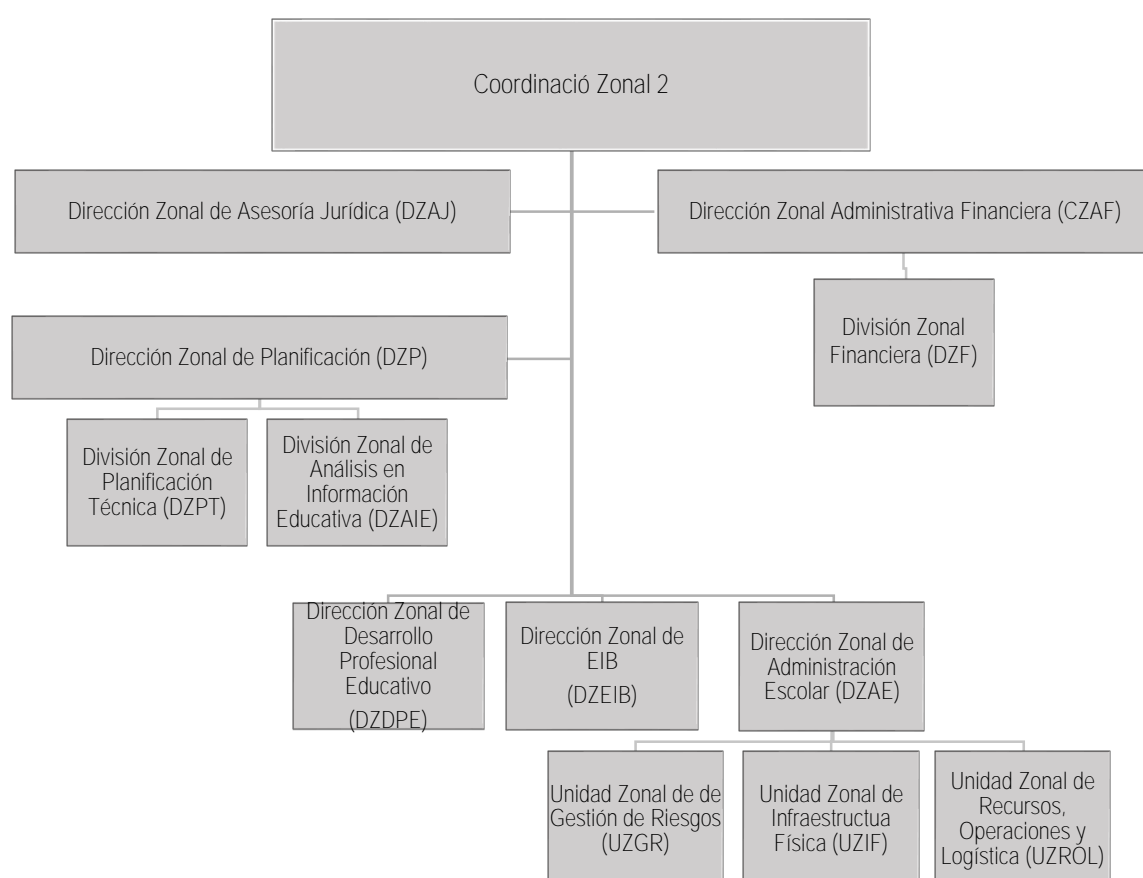 Coordinació Zonal 2
Dirección Zonal de Asesoría Jurídica (DZAJ)
Dirección Zonal Administrativa Financiera (CZAF)
División Zonal
Financiera (DZF)
Dirección Zonal de Planificación (DZP)
División Zonal de
Planificación
Técnica (DZPT)
División Zonal de
Análisis en
Información
Educativa (DZAIE)
Dirección Zonal de
Desarrollo
Profesional
Educativo
(DZDPE)
Dirección Zonal de
EIB
(DZEIB)
Dirección Zonal de
Administración
Escolar (DZAE)
Unidad Zonal de de
Gestión de Riesgos
(UZGR)
Unidad Zonal de
Infraestructua
Física (UZIF)
Unidad Zonal de
Recursos,
Operaciones y
Logística (UZROL)